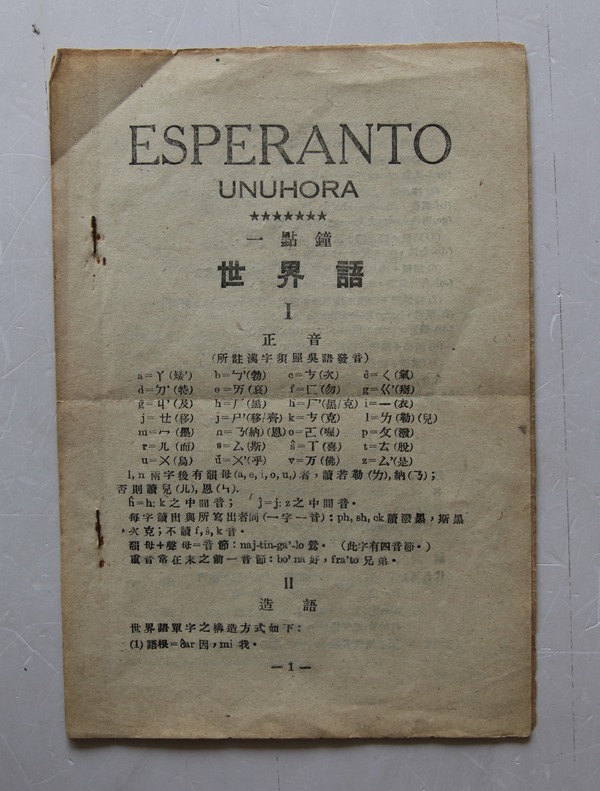 ESPERANTO
UNUHORA
★★★★★★★
一點鐘
世界語
I
正音
(所註漢字須照吳語發音)
a=ㄚ(矮') b=ㄅ'(勃) c=ㄘ(次) ĉ=ㄑ(氣)
d=ㄉ'(特) e=ㄞ(哀) f=ㄈ(勿) g=ㄍ'
ĝ=ㄐ'(及) h=ㄏ(黑) ĥ=ㄏ'(黑/克) i=一(衣)
j=ㄝ(移) ĵ=ㄕ'(移/齊) k=ㄘ(克) l=ㄌ(勒)(兒)
m=ㄇ(墨) n=ㄋ(納)(恩) o=ㄛ(喔) p=ㄆ(潑)
r=ㄦ(而) s=ㄙ(斯) ŝ=ㄒ(喜) t=ㄊ(脫)
u=ㄨ(烏) ŭ=ㄨ'(乎) v=万(佛) z=ㄙ'(是)
l, n 兩字後有韻母(a, e, i, o, u,)者，讀若勒(ㄌ),納(ㄋ)；
否則讀兒(ㄦ),恩(ㄣ).
ĥ=h: k 之中間音； ĵ=j: z 之中間音。
每字讀出與所寫出者同(一字一音)：ph, sh, ck 讀潑黑，斯黑
，次克；不讀 f, ŝ, k 音。
韻母+聲母=音節：naj-tin-ga'-lo 鶯。 (此字有四音節。)
重音常在末之前一音節：bo'na 好，fra'to 兄弟。
II
造語
世界語單字之構造方式如下：
(1) 語根=ĉar 因，mi 我。
— 1 —